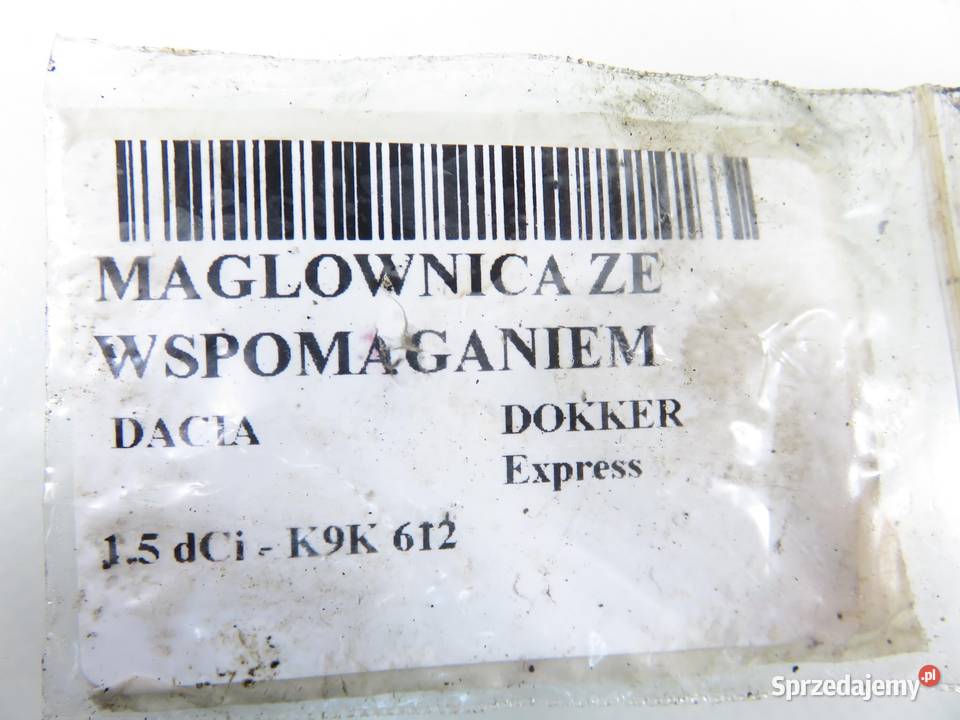 MAGLOWNICA ZE
WSPOMAGANIEM
DACIA DOKKER
Express
1.5 dCi - K9K 612
Sprzedajemy.pl